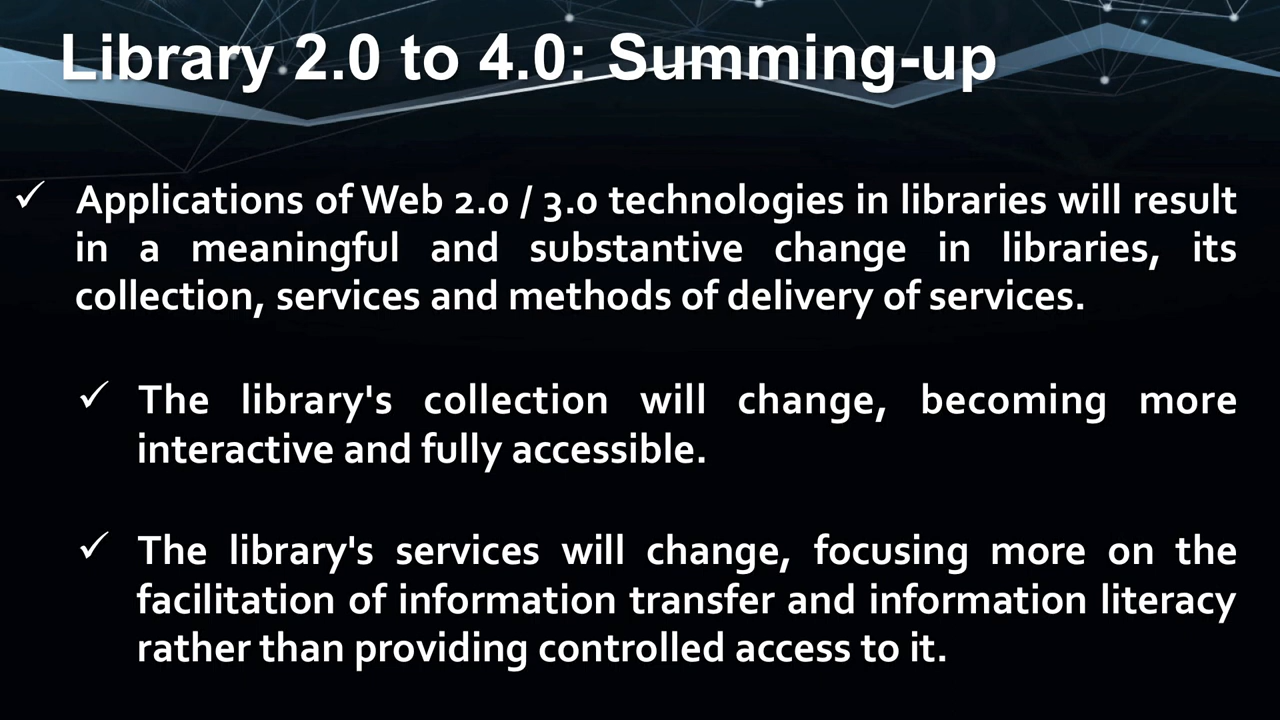 Library 2.0 to 4.0: Summing-up
✓ Applications of Web 2.0 / 3.0 technologies in libraries will result
in a meaningful and substantive change in libraries, its
collection, services and methods of delivery of services.
✓ The library's collection will change, becoming more
interactive and fully accessible.
✓ The library's services will change, focusing more on the
facilitation of information transfer and information literacy
rather than providing controlled access to it.